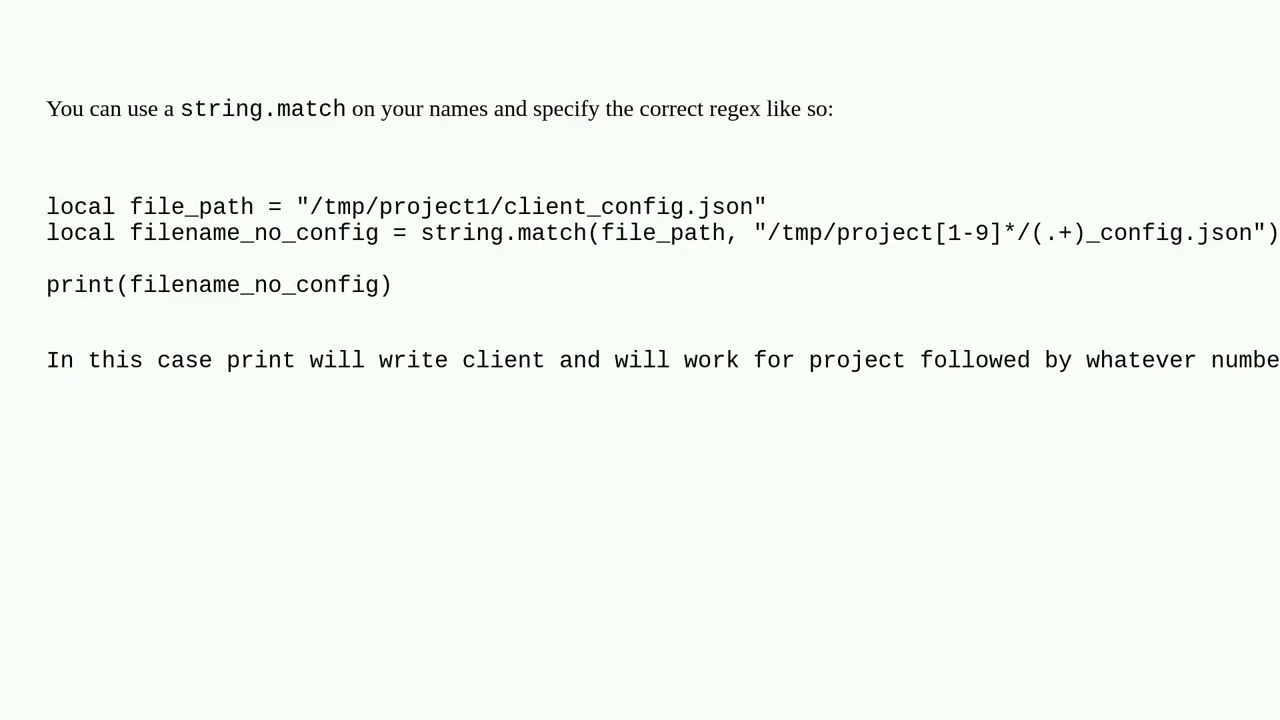 You can use a string.match on your names and specify the correct regex like so:
local file_path = "/tmp/project1/client_config.json"
local filename_no_config = string.match(file_path, "/tmp/project[1-9]*/(.+)_config.json")
print(filename_no_config)
In this case print will write client and will work for project followed by whatever numbe